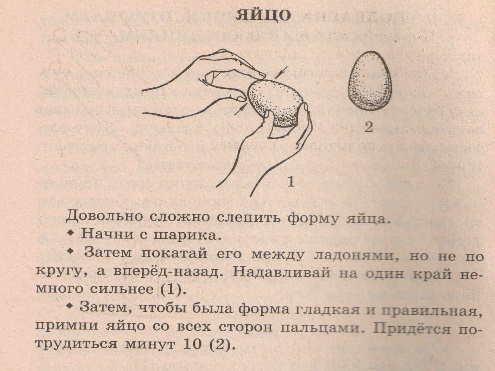 ЯЙЦО
2
1
Довольно сложно слепить форму яйца.
◆ Начни с шарика.
◆ Затем покатай его между ладонями, но не по
кругу, а вперёд-назад. Надавливай на один край не-
много сильнее (1).
◆ Затем, чтобы была форма гладкая и правильная,
примни яйцо со всех сторон пальцами. Придётся по-
трудиться минут 10 (2).